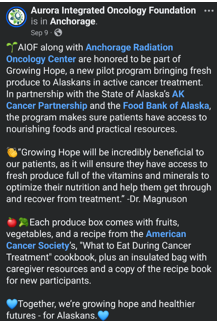 Aurora Integrated Oncology Foundation
is in Anchorage.
Sep 9 ·
🌱AIOF along with Anchorage Radiation
Oncology Center are honored to be part of
Growing Hope, a new pilot program bringing fresh
produce to Alaskans in active cancer treatment.
In partnership with the State of Alaska's AK
Cancer Partnership and the Food Bank of Alaska,
the program makes sure patients have access to
nourishing foods and practical resources.
👏"Growing Hope will be incredibly beneficial to
our patients, as it will ensure they have access to
fresh produce full of the vitamins and minerals to
optimize their nutrition and help them get through
and recover from treatment." -Dr. Magnuson
🍎🥦Each produce box comes with fruits,
vegetables, and a recipe from the American
Cancer Society's, "What to Eat During Cancer
Treatment" cookbook, plus an insulated bag with
caregiver resources and a copy of the recipe book
for new participants.
💙Together, we're growing hope and healthier
futures - for Alaskans.💙